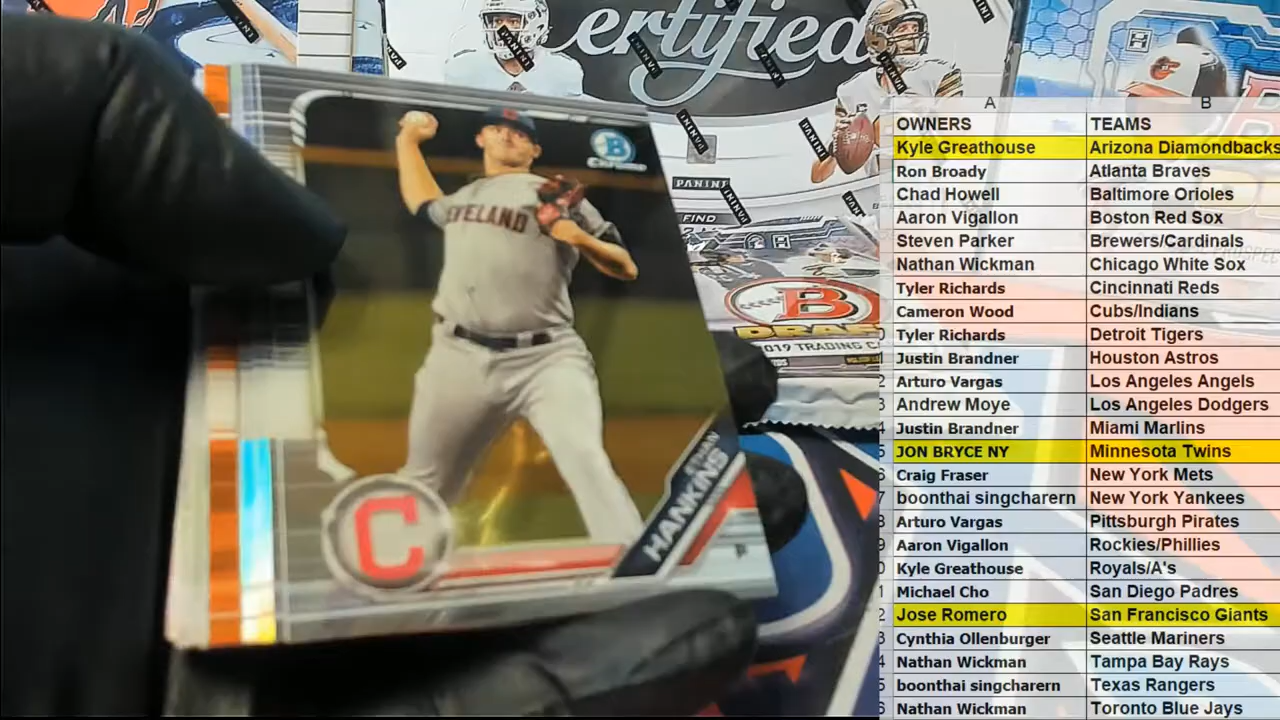 Certified
PANINI
PANINI
PANINI
PANINI
FIND
B
Chrome
CLEVELAND
C
ETHAN
HANKINS
P
B
DRAFT
2019 TRADING C
A B
OWNERS TEAMS
Kyle Greathouse Arizona Diamondbacks
Ron Broady Atlanta Braves
Chad Howell Baltimore Orioles
Aaron Vigallon Boston Red Sox
Steven Parker Brewers/Cardinals
Nathan Wickman Chicago White Sox
Tyler Richards Cincinnati Reds
Cameron Wood Cubs/Indians
Tyler Richards Detroit Tigers
Justin Brandner Houston Astros
Arturo Vargas Los Angeles Angels
Andrew Moye Los Angeles Dodgers
Justin Brandner Miami Marlins
JON BRYCE NY Minnesota Twins
Craig Fraser New York Mets
boonthai singcharern New York Yankees
Arturo Vargas Pittsburgh Pirates
Aaron Vigallon Rockies/Phillies
Kyle Greathouse Royals/A's
Michael Cho San Diego Padres
Jose Romero San Francisco Giants
Cynthia Ollenburger Seattle Mariners
Nathan Wickman Tampa Bay Rays
boonthai singcharern Texas Rangers
Nathan Wickman Toronto Blue Jays